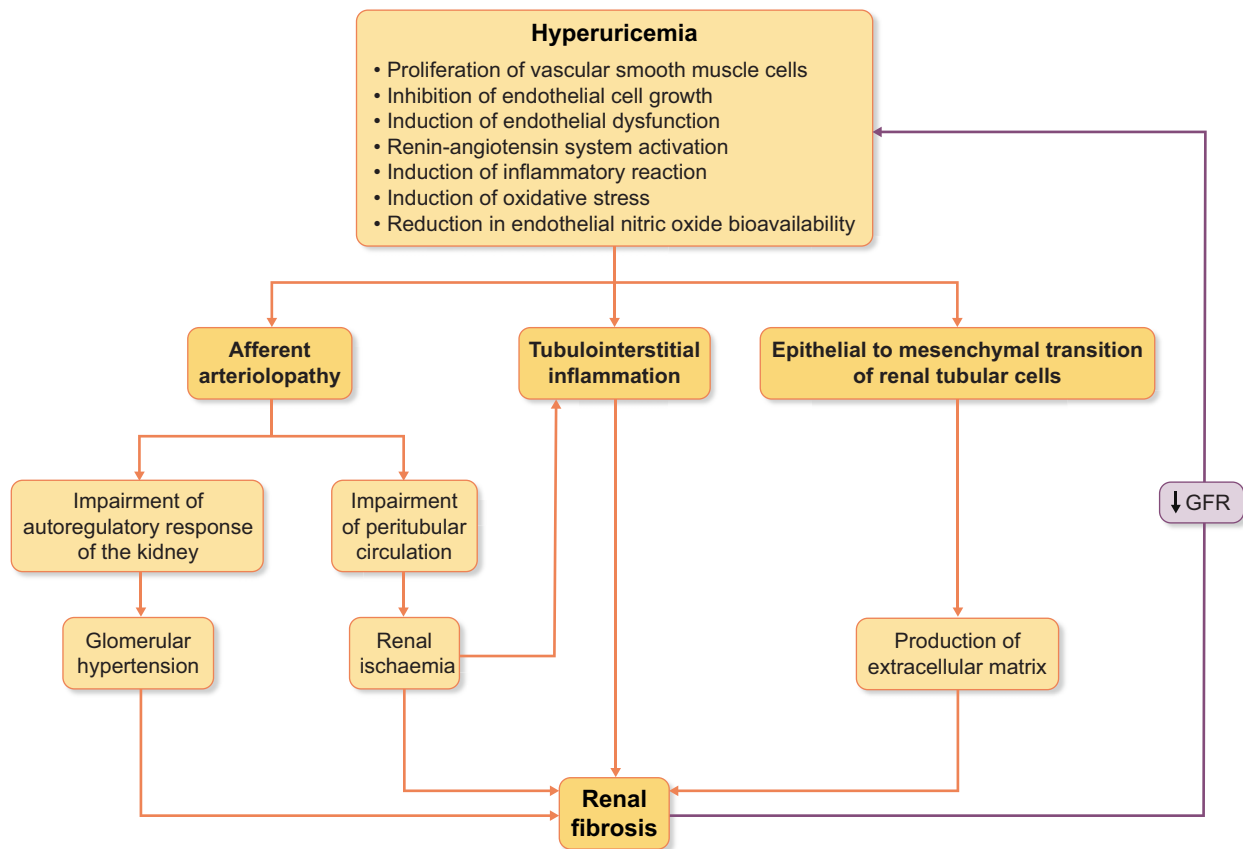 Hyperuricemia
• Proliferation of vascular smooth muscle cells
• Inhibition of endothelial cell growth
• Induction of endothelial dysfunction
• Renin-angiotensin system activation
• Induction of inflammatory reaction
• Induction of oxidative stress
• Reduction in endothelial nitric oxide bioavailability
Afferent
arteriolopathy
Tubulointerstitial
inflammation
Epithelial to mesenchymal transition
of renal tubular cells
Impairment of
autoregulatory response
of the kidney
Impairment
of peritubular
circulation
↓ GFR
Glomerular
hypertension
Renal
ischaemia
Production of
extracellular matrix
Renal
fibrosis